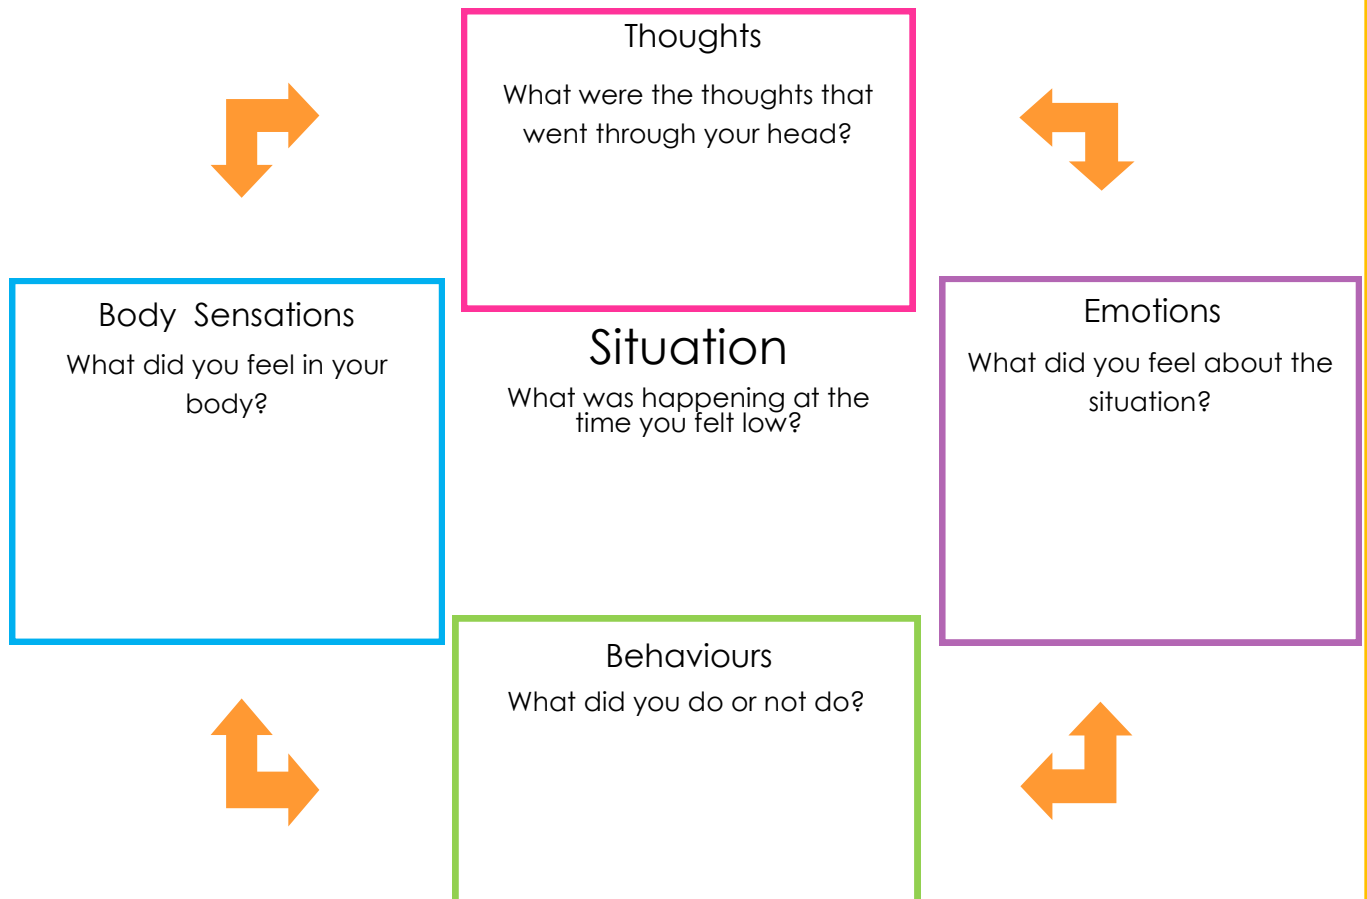 Thoughts
What were the thoughts that
went through your head?
Body Sensations
What did you feel in your
body?
Situation
What was happening at the
time you felt low?
Emotions
What did you feel about the
situation?
Behaviours
What did you do or not do?